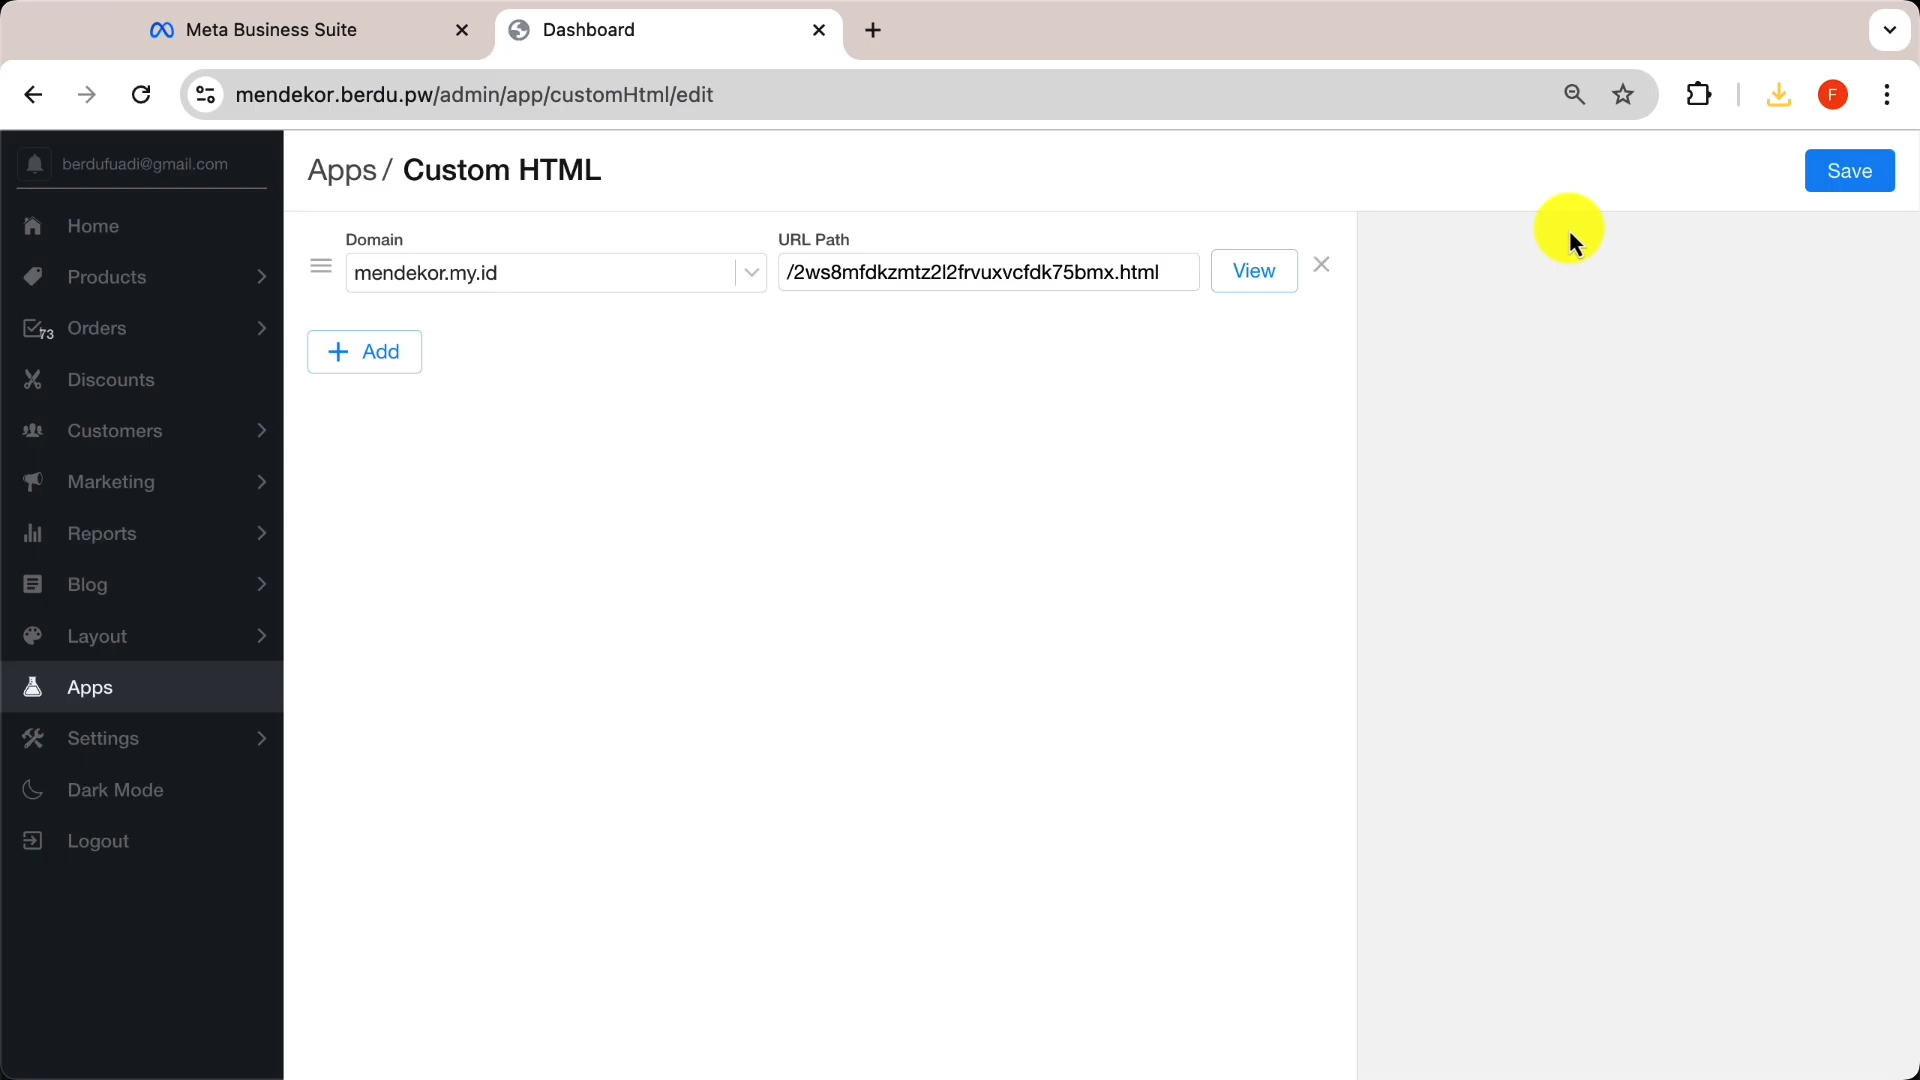 Meta Business Suite
Dashboard
mendekor.berdu.pw/admin/app/customHtml/edit
F
berdufuadi@gmail.com
Apps / Custom HTML
Save
Home
Products
73 Orders
Discounts
Customers
Marketing
Reports
Blog
Layout
Apps
Settings
Dark Mode
Logout
Domain
URL Path
mendekor.my.id
/2ws8mfdkzmtz2l2frvuxvcfdk75bmx.html
View
Add